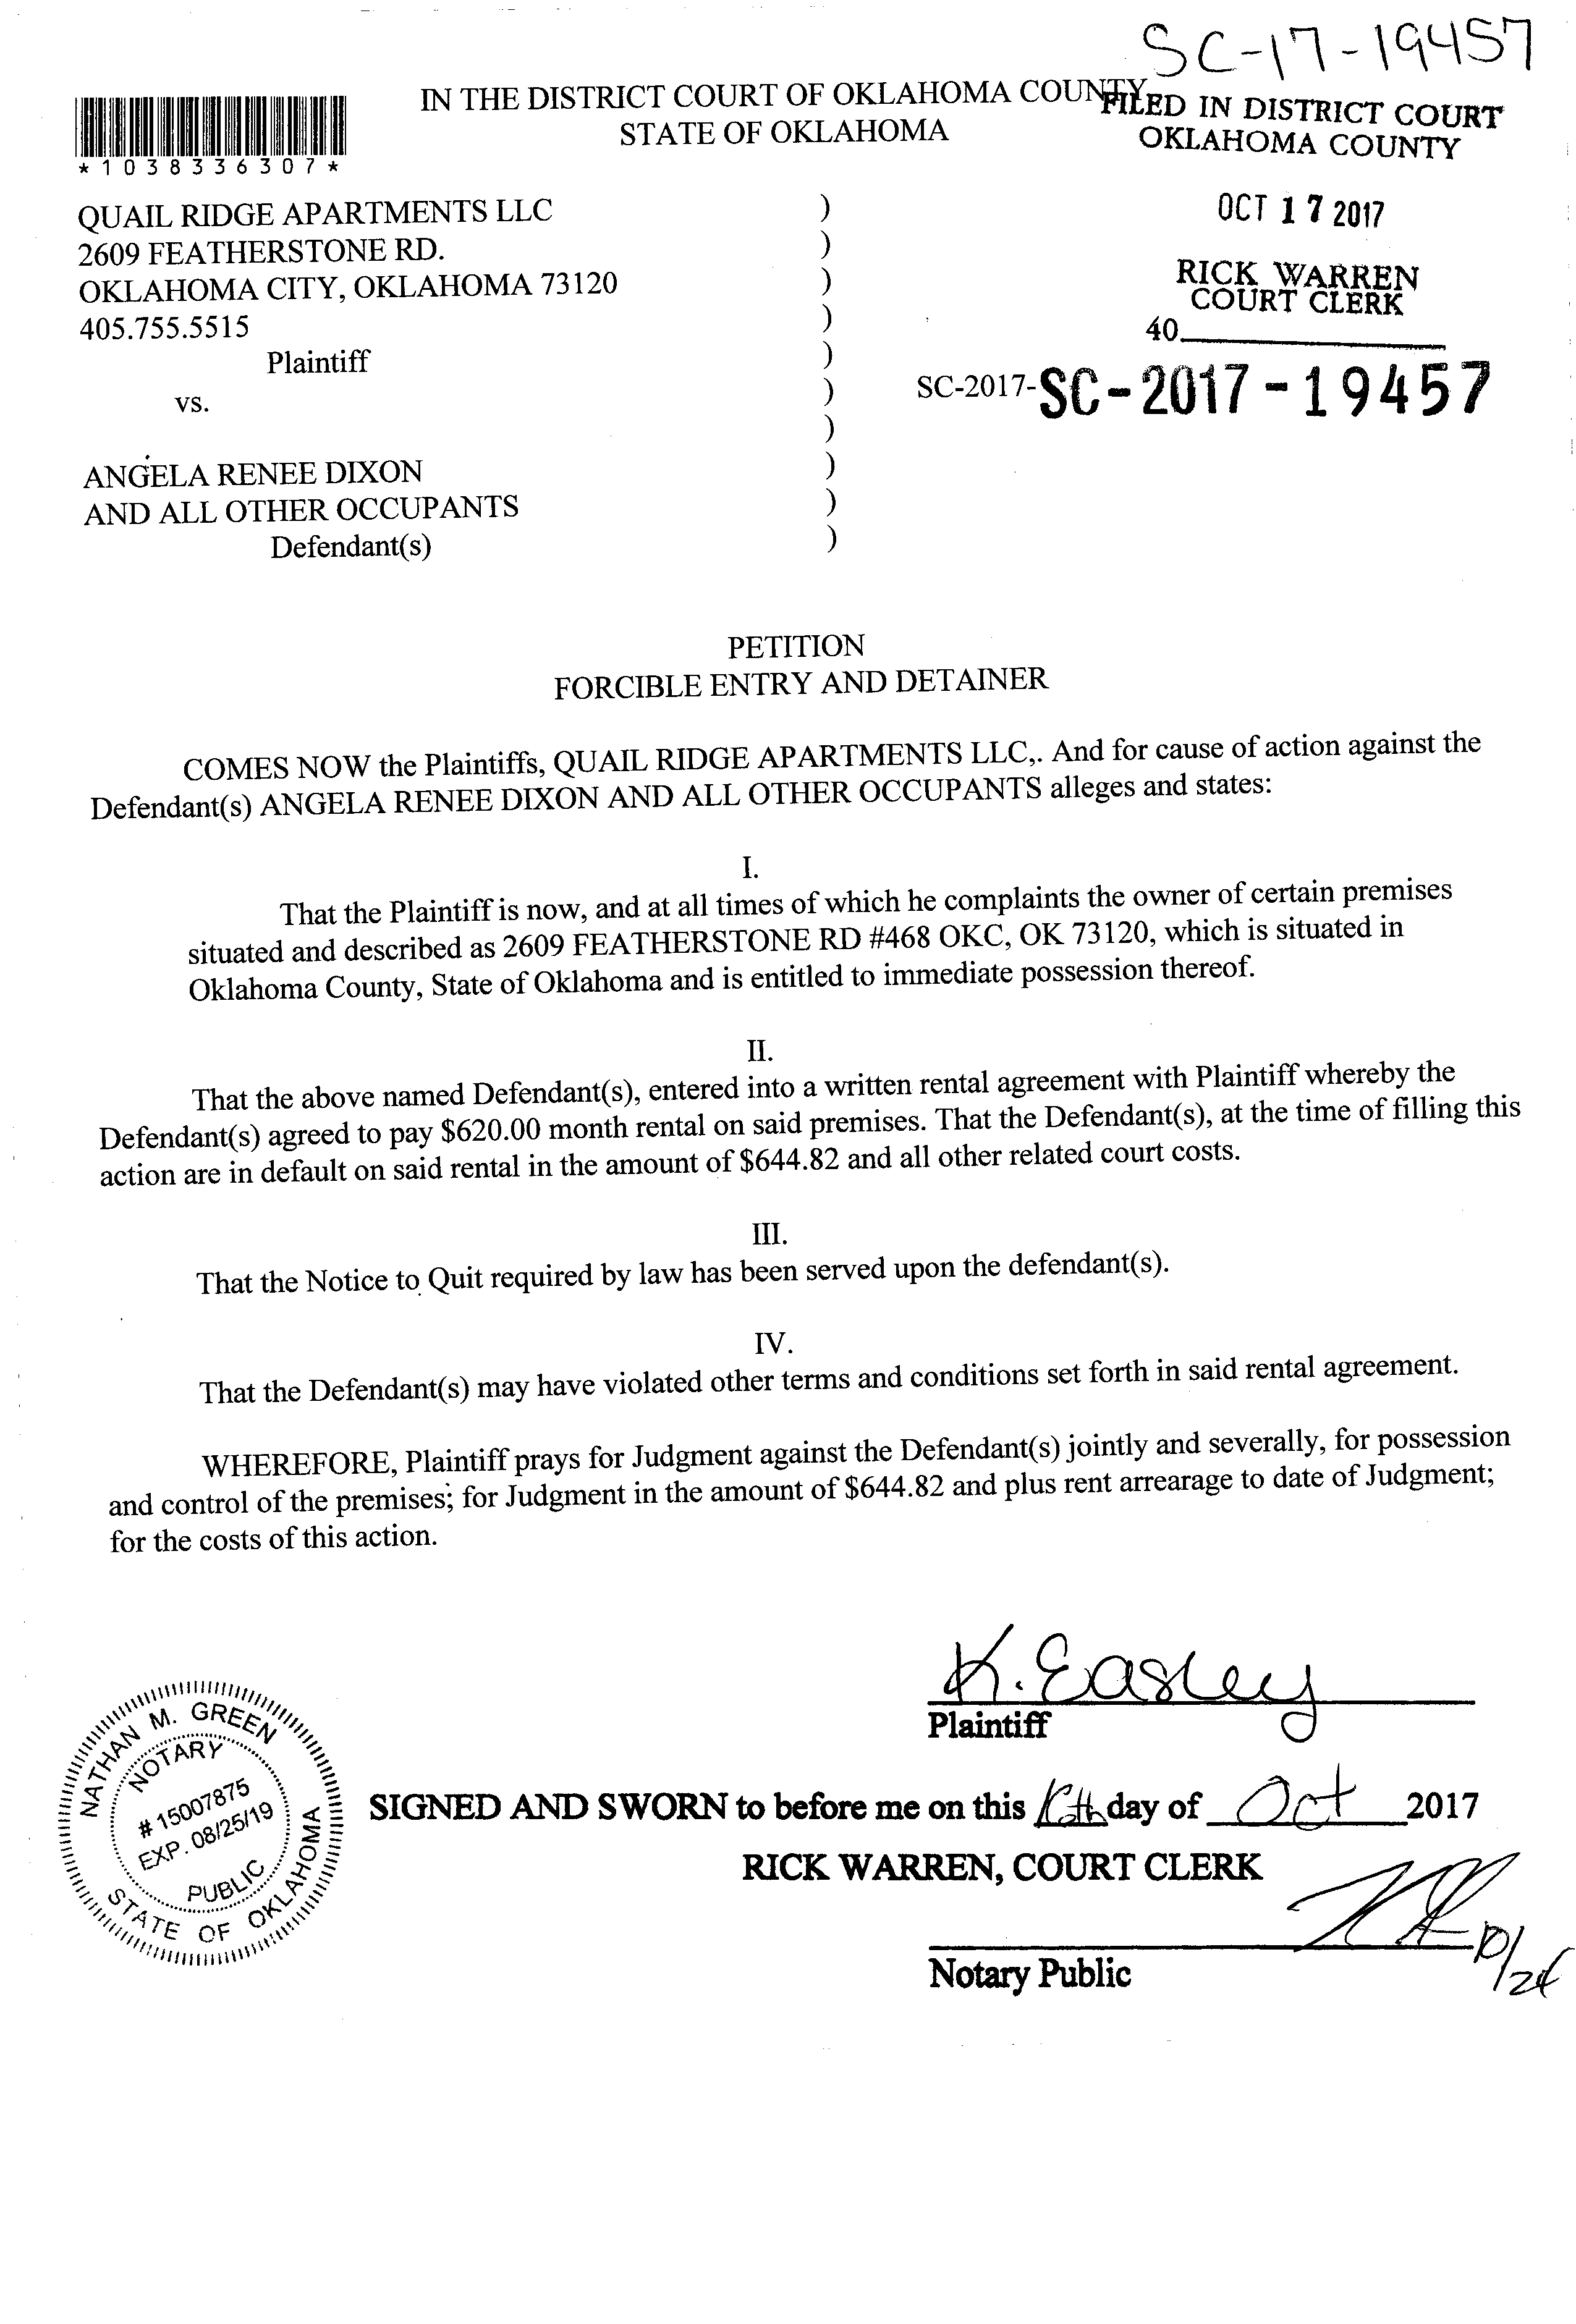 SC-17-19457
IN THE DISTRICT COURT OF OKLAHOMA COUNTY
STATE OF OKLAHOMA
FILED IN DISTRICT COURT
OKLAHOMA COUNTY
*1038336307*
OCT 17 2017
RICK WARREN
COURT CLERK
40
QUAIL RIDGE APARTMENTS LLC )
2609 FEATHERSTONE RD. )
OKLAHOMA CITY, OKLAHOMA 73120 )
405.755.5515 )
Plaintiff )
vs. ) SC-2017-SC-2017-19457
)
ANGELA RENEE DIXON )
AND ALL OTHER OCCUPANTS )
Defendant(s) )
PETITION
FORCIBLE ENTRY AND DETAINER
COMES NOW the Plaintiffs, QUAIL RIDGE APARTMENTS LLC,. And for cause of action against the
Defendant(s) ANGELA RENEE DIXON AND ALL OTHER OCCUPANTS alleges and states:
I.
That the Plaintiff is now, and at all times of which he complaints the owner of certain premises
situated and described as 2609 FEATHERSTONE RD #468 OKC, OK 73120, which is situated in
Oklahoma County, State of Oklahoma and is entitled to immediate possession thereof.
II.
That the above named Defendant(s), entered into a written rental agreement with Plaintiff whereby the
Defendant(s) agreed to pay $620.00 month rental on said premises. That the Defendant(s), at the time of filling this
action are in default on said rental in the amount of $644.82 and all other related court costs.
III.
That the Notice to Quit required by law has been served upon the defendant(s).
IV.
That the Defendant(s) may have violated other terms and conditions set forth in said rental agreement.
WHEREFORE, Plaintiff prays for Judgment against the Defendant(s) jointly and severally, for possession
and control of the premises; for Judgment in the amount of $644.82 and plus rent arrearage to date of Judgment;
for the costs of this action.
K. Easley
Plaintiff
NATHAN M. GREEN
NOTARY
# 15007875
EXP. 08/25/19
PUBLIC
STATE OF OKLAHOMA
SIGNED AND SWORN to before me on this day of Oct 2017
RICK WARREN, COURT CLERK
Notary Public